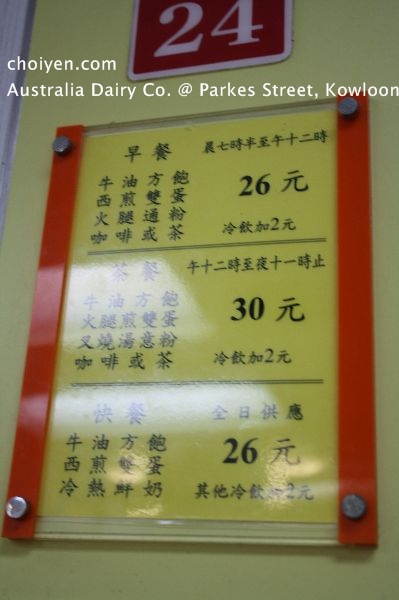 24
choiyen.com
Australia Dairy Co. @ Parkes Street, Kowloon
早餐 晨七時半至午十二時
牛油方飽
西煎雙蛋 26元
火腿通粉
咖啡或茶 冷飲加2元
茶餐 午十二時至夜十一時止
牛油方飽
火腿煎雙蛋 30元
叉燒湯意粉
咖啡或茶 冷飲加2元
快餐 全日供應
牛油方飽
西煎雙蛋 26元
冷熱鮮奶 其他冷飲加2元